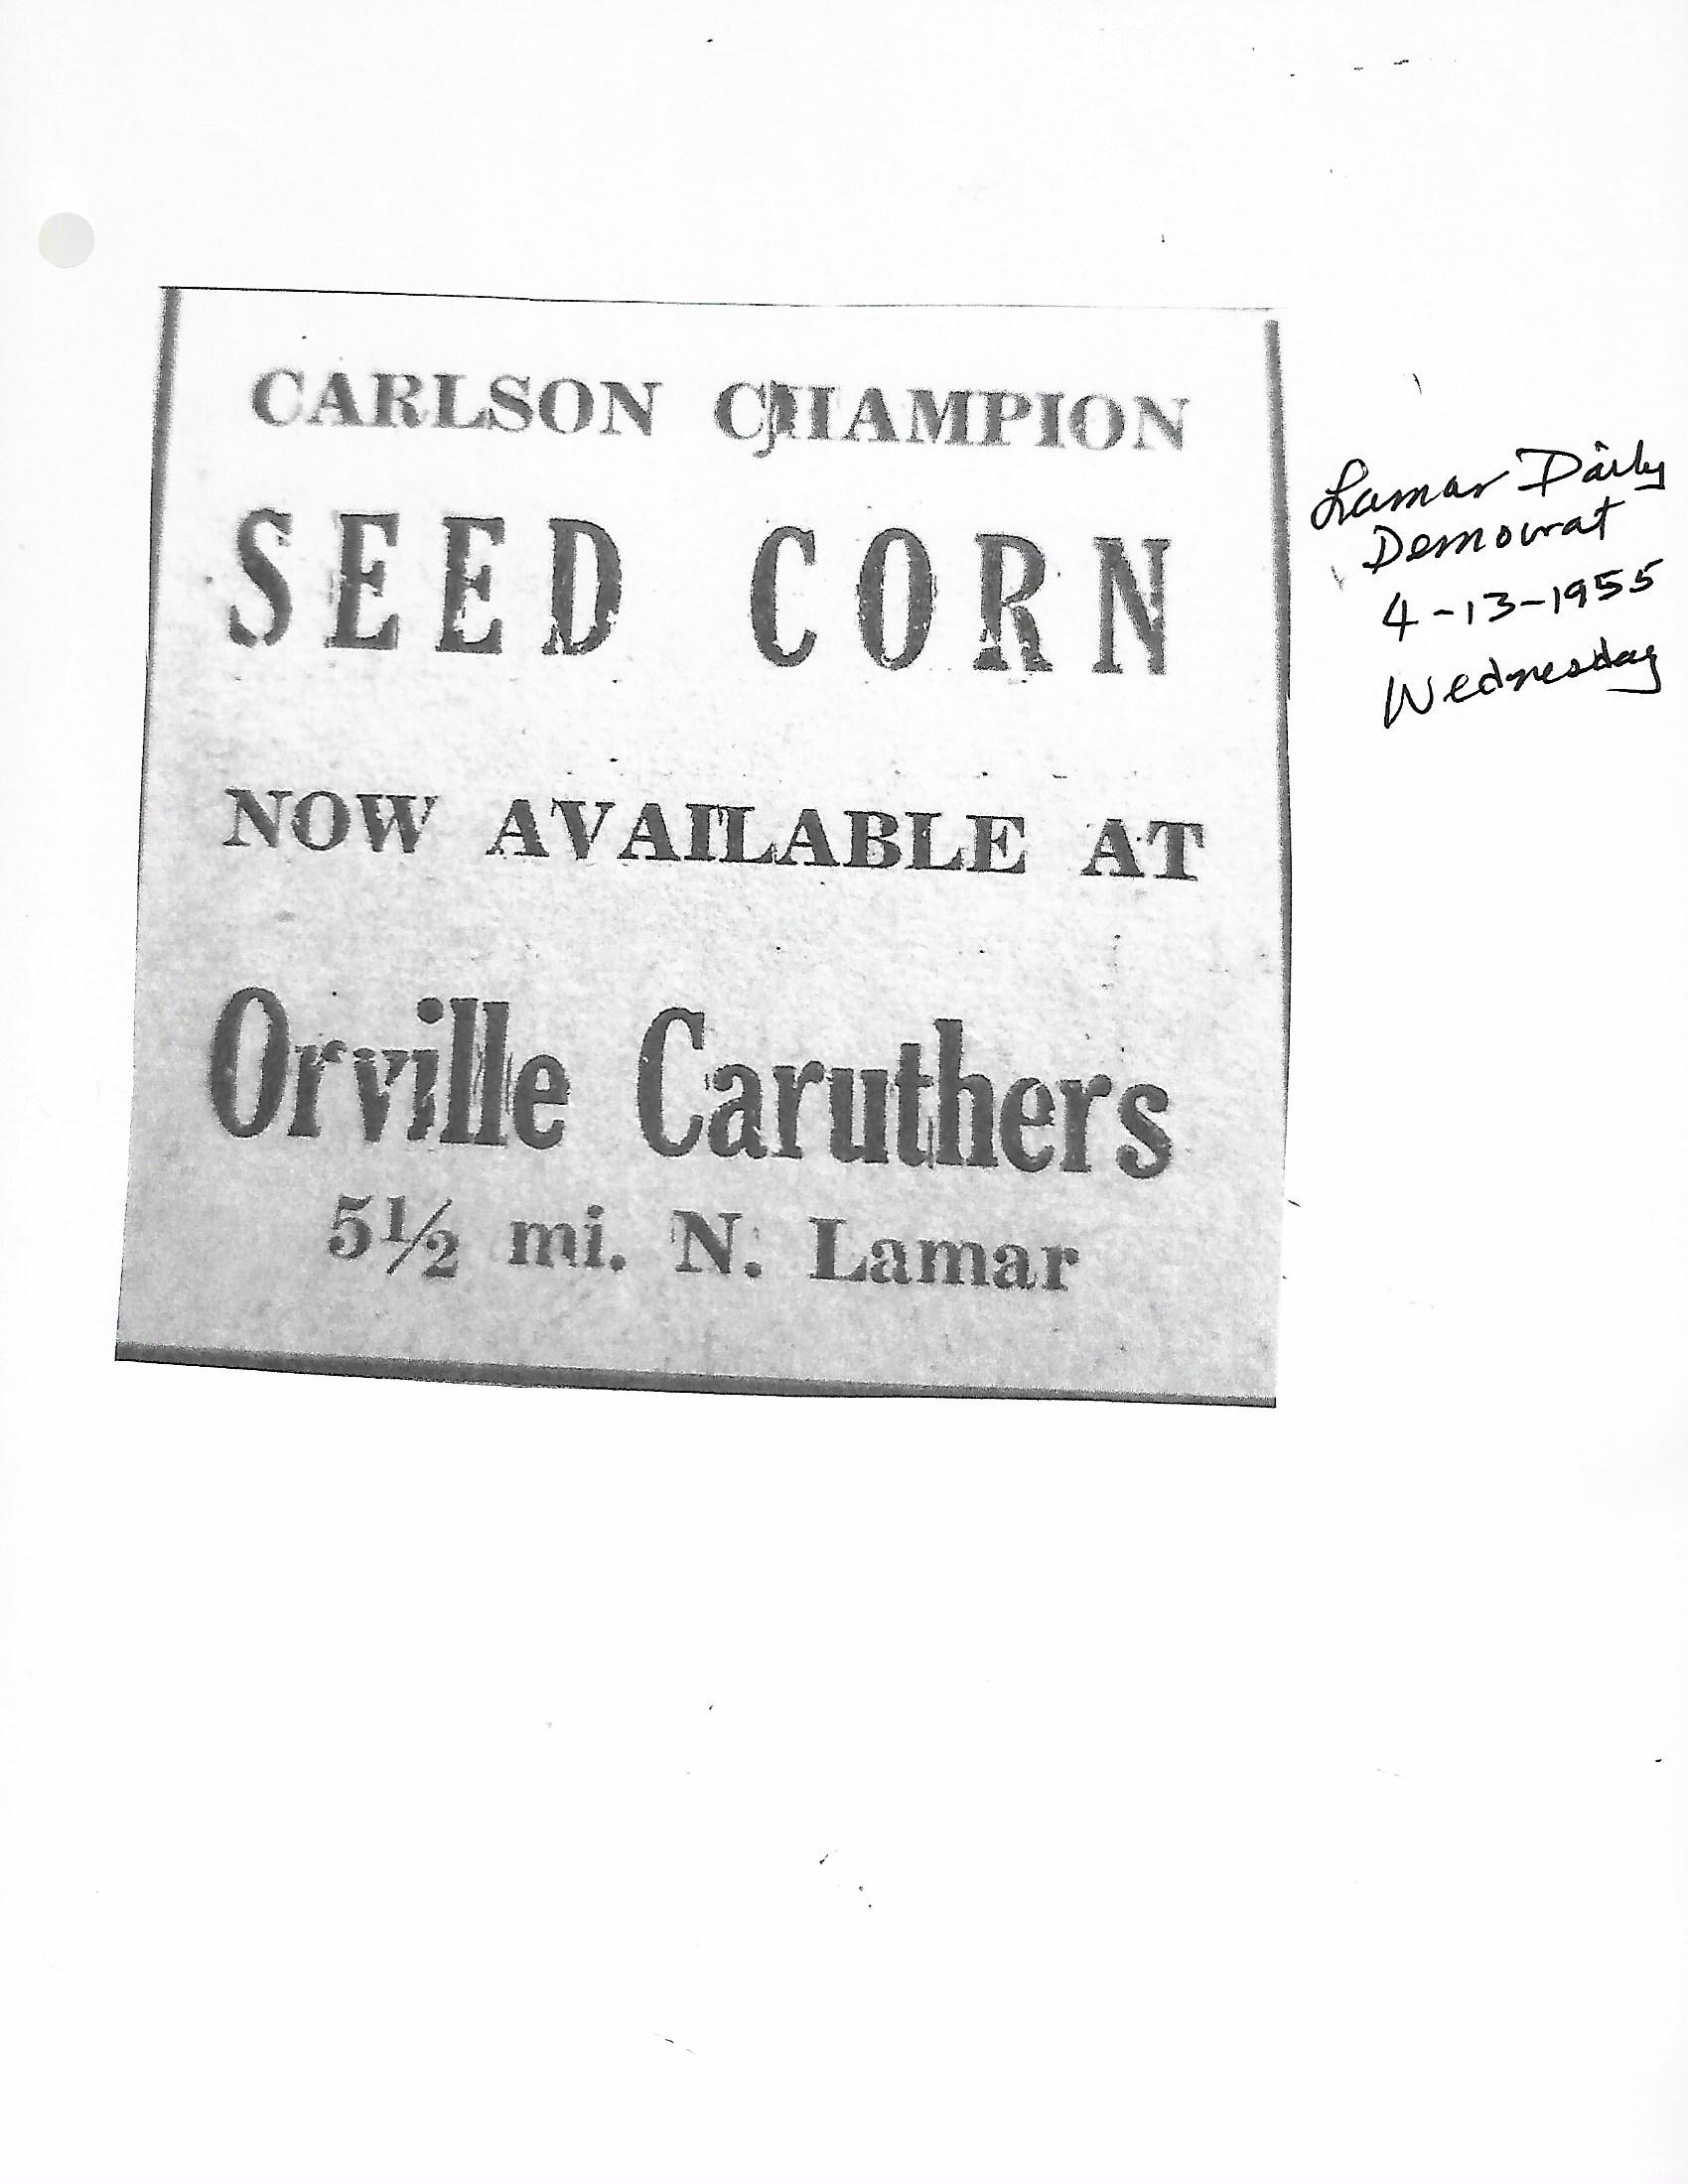 CARLSON CHAMPION
SEED CORN
NOW AVAILABLE AT
Orville Caruthers
5½ mi. N. Lamar
Lamar Daily
Democrat
4-13-1955
Wednesday